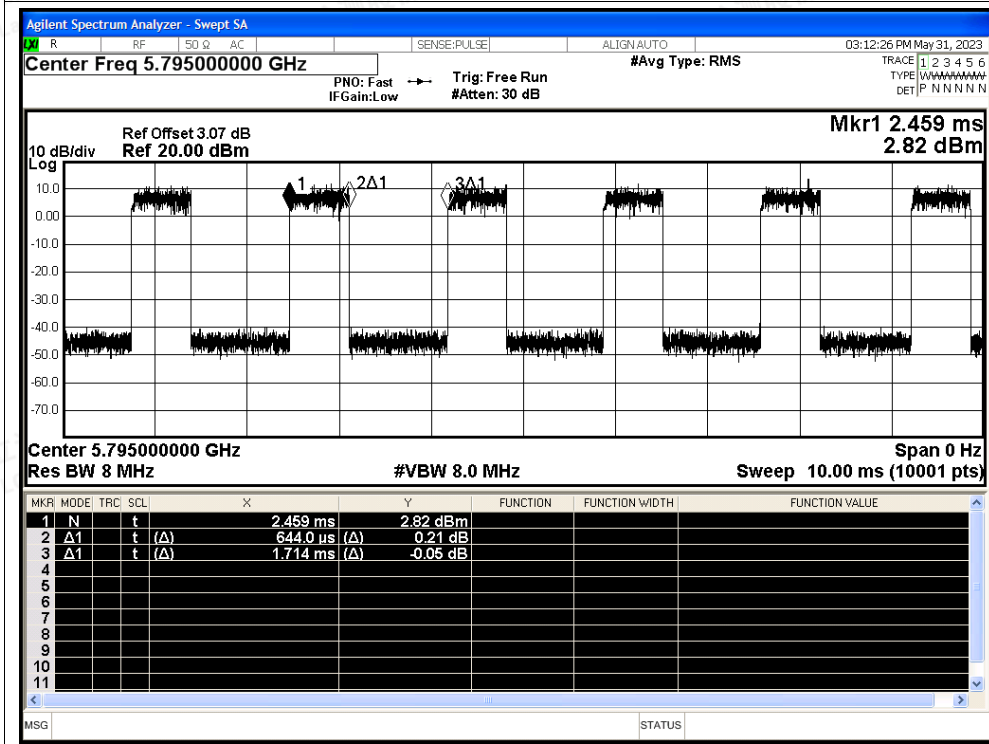 Agilent Spectrum Analyzer - Swept SA
LXI R RF 50 Ω AC SENSE:PULSE ALIGN AUTO 03:12:26 PM May 31, 2023
Center Freq 5.795000000 GHz #Avg Type: RMS TRACE 1 2 3 4 5 6
PNO: Fast Trig: Free Run TYPE WWWWWW
IFGain:Low #Atten: 30 dB DET P N N N N N
Mkr1 2.459 ms
Ref Offset 3.07 dB
10 dB/div Ref 20.00 dBm 2.82 dBm
Log
10.0
1 2Δ1 3Δ1
0.00
-10.0
-20.0
-30.0
-40.0
-50.0
-60.0
-70.0
Center 5.795000000 GHz Span 0 Hz
Res BW 8 MHz #VBW 8.0 MHz Sweep 10.00 ms (10001 pts)
MKR MODE TRC SCL X Y FUNCTION FUNCTION WIDTH FUNCTION VALUE
1 N t 2.459 ms 2.82 dBm
2 Δ1 t (Δ) 644.0 µs (Δ) 0.21 dB
3 Δ1 t (Δ) 1.714 ms (Δ) -0.05 dB
4
5
6
7
8
9
10
11
MSG STATUS